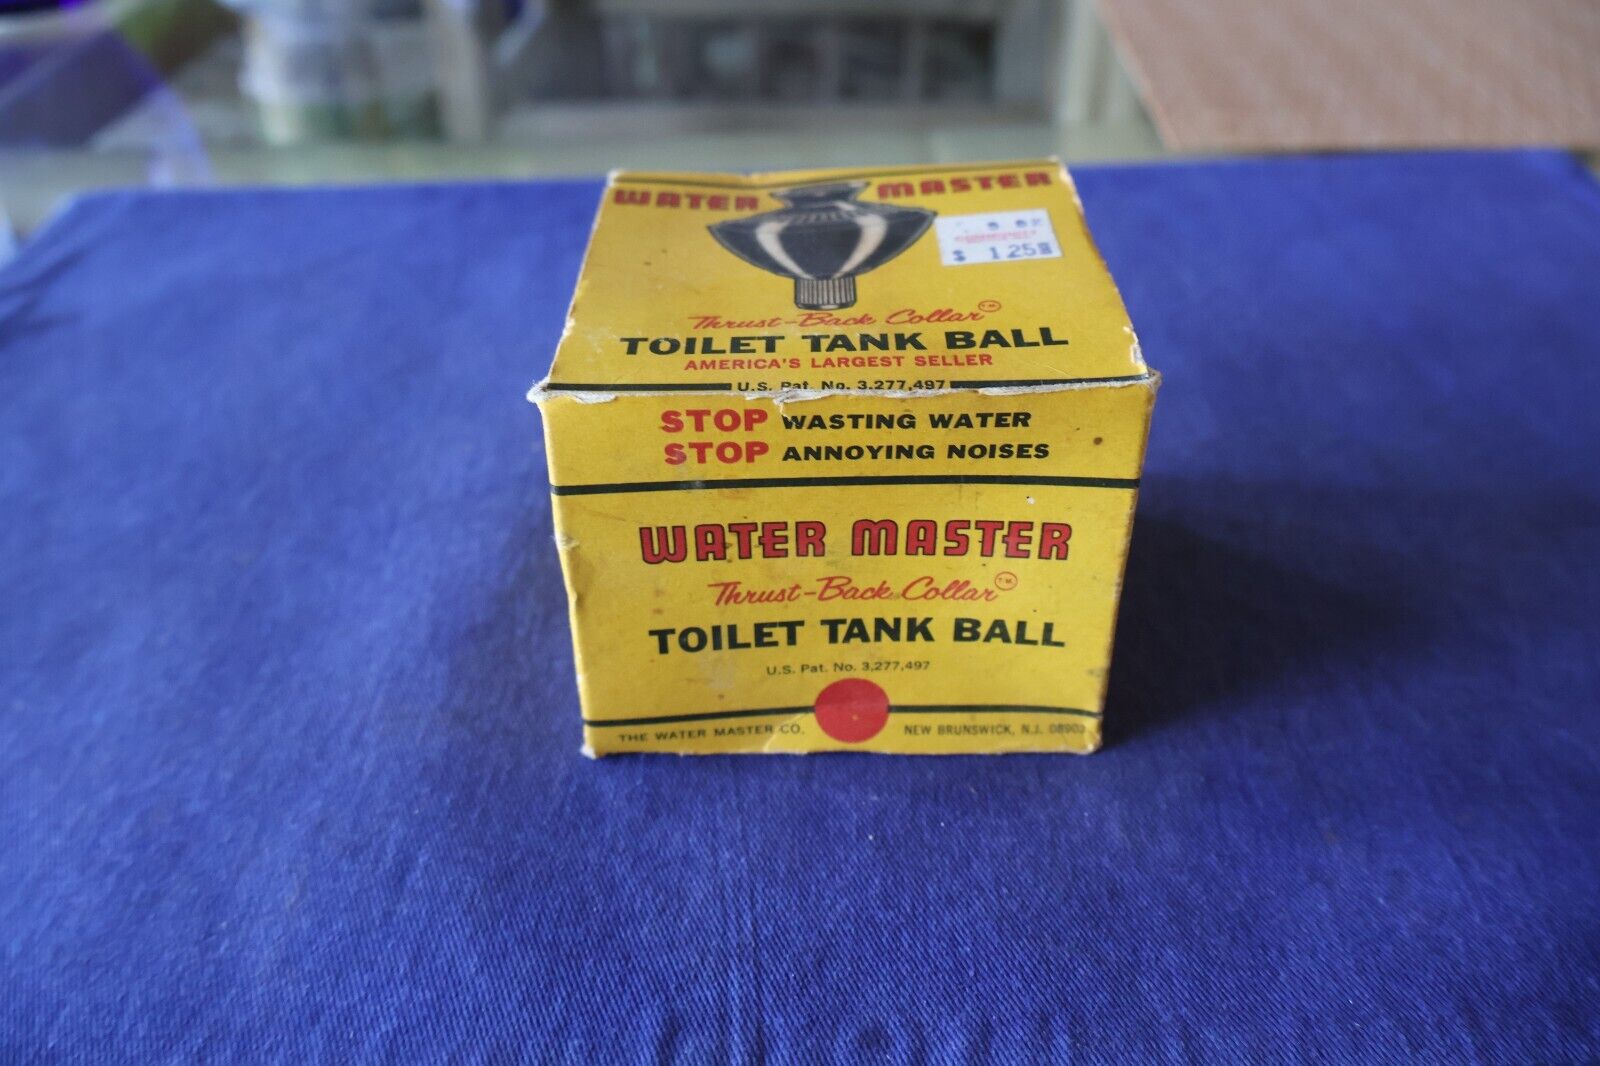 WATER MASTER
$ 1.25
Thrust-Back Collar T.M.
TOILET TANK BALL
AMERICA'S LARGEST SELLER
U.S. Pat. No. 3,277,497
STOP WASTING WATER
STOP ANNOYING NOISES
WATER MASTER
Thrust-Back Collar T.M.
TOILET TANK BALL
U.S. Pat. No. 3,277,497
THE WATER MASTER CO. NEW BRUNSWICK, N.J. 08903